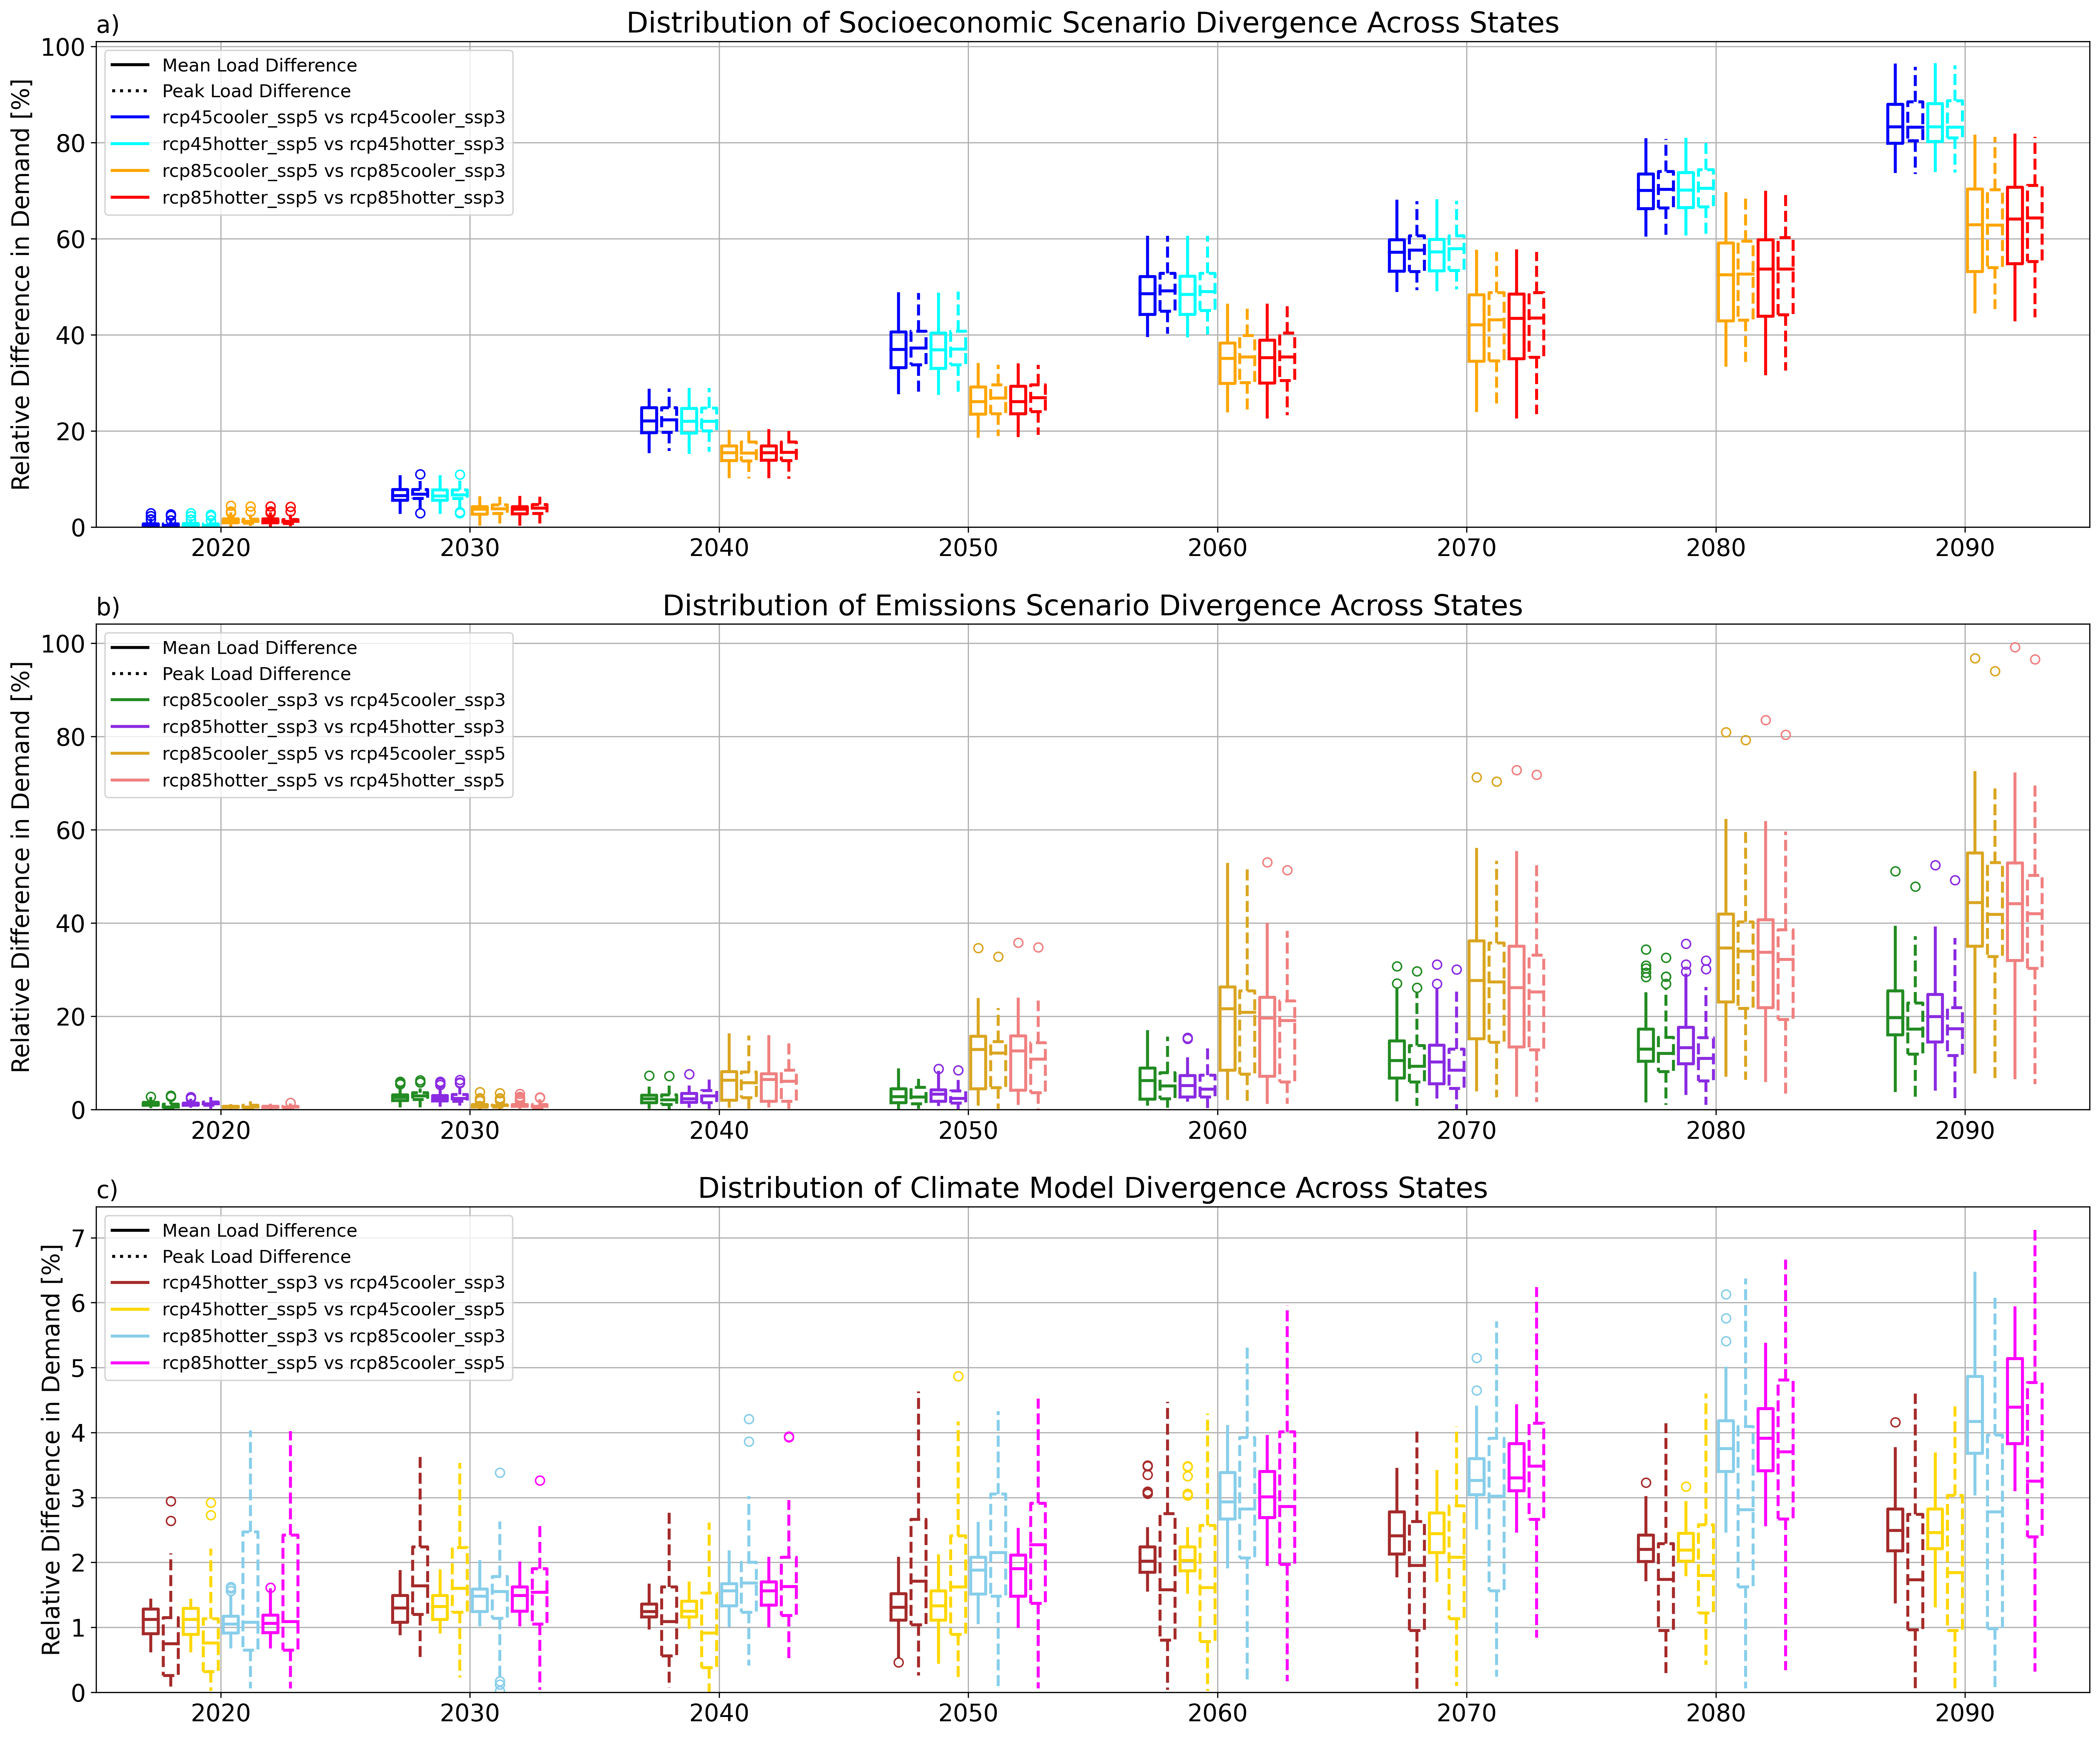 a)
Distribution of Socioeconomic Scenario Divergence Across States
Relative Difference in Demand [%]
100
80
60
40
20
0
Mean Load Difference
Peak Load Difference
rcp45cooler_ssp5 vs rcp45cooler_ssp3
rcp45hotter_ssp5 vs rcp45hotter_ssp3
rcp85cooler_ssp5 vs rcp85cooler_ssp3
rcp85hotter_ssp5 vs rcp85hotter_ssp3
2020 2030 2040 2050 2060 2070 2080 2090
b)
Distribution of Emissions Scenario Divergence Across States
Relative Difference in Demand [%]
100
80
60
40
20
0
Mean Load Difference
Peak Load Difference
rcp85cooler_ssp3 vs rcp45cooler_ssp3
rcp85hotter_ssp3 vs rcp45hotter_ssp3
rcp85cooler_ssp5 vs rcp45cooler_ssp5
rcp85hotter_ssp5 vs rcp45hotter_ssp5
2020 2030 2040 2050 2060 2070 2080 2090
c)
Distribution of Climate Model Divergence Across States
Relative Difference in Demand [%]
7
6
5
4
3
2
1
0
Mean Load Difference
Peak Load Difference
rcp45hotter_ssp3 vs rcp45cooler_ssp3
rcp45hotter_ssp5 vs rcp45cooler_ssp5
rcp85hotter_ssp3 vs rcp85cooler_ssp3
rcp85hotter_ssp5 vs rcp85cooler_ssp5
2020 2030 2040 2050 2060 2070 2080 2090